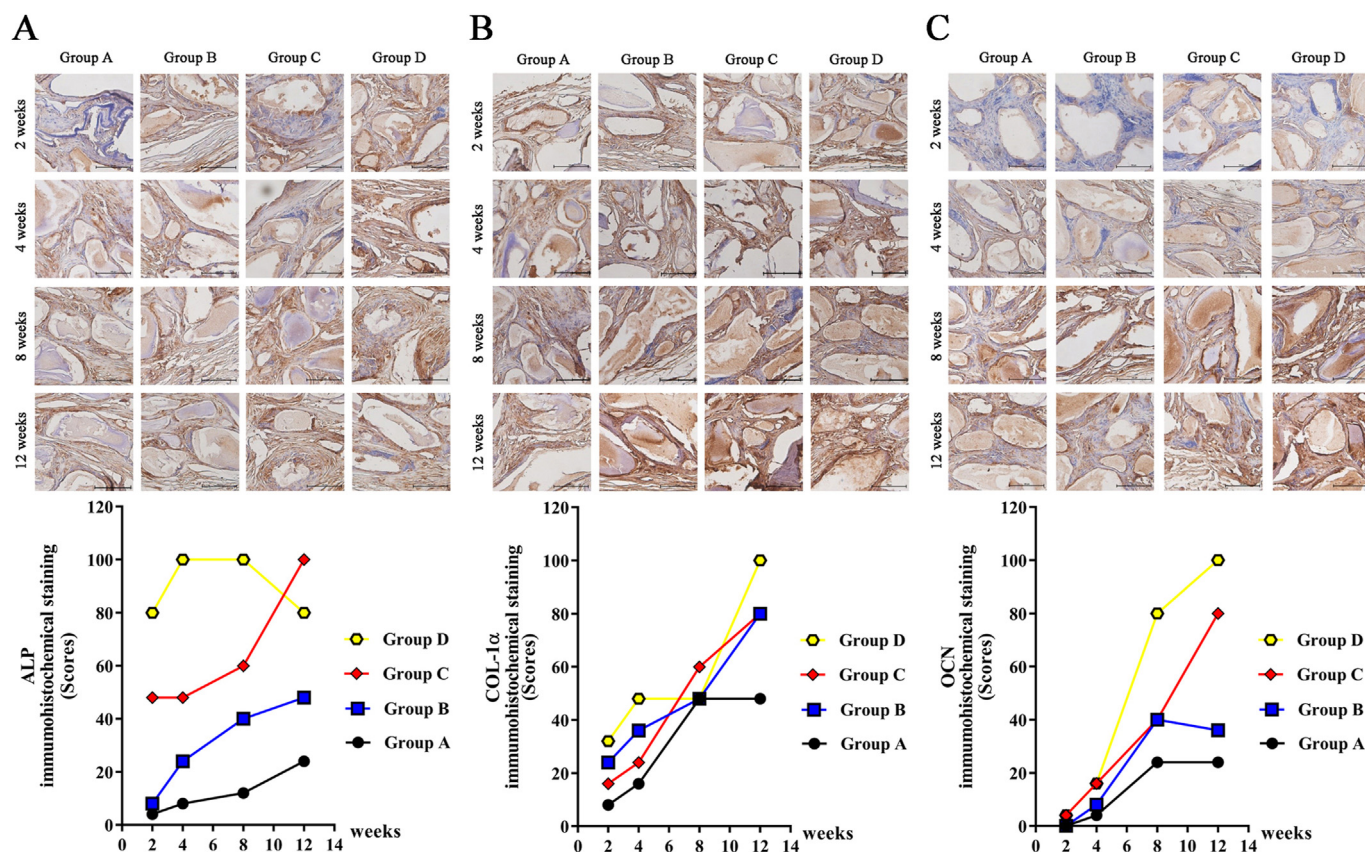 A
B
C
Group A Group B Group C Group D
Group A Group B Group C Group D
Group A Group B Group C Group D
2 weeks
4 weeks
8 weeks
12 weeks
2 weeks
4 weeks
8 weeks
12 weeks
2 weeks
4 weeks
8 weeks
12 weeks
ALP
immumohistochemical staining
(Scores)
120
100
80
60
40
20
0
0 2 4 6 8 10 12 14
weeks
Group D
Group C
Group B
Group A
COL-1α
immumohistochemical staining
(Scores)
120
100
80
60
40
20
0
0 2 4 6 8 10 12 14
weeks
Group D
Group C
Group B
Group A
OCN
immumohistochemical staining
(Scores)
120
100
80
60
40
20
0
0 2 4 6 8 10 12 14
weeks
Group D
Group C
Group B
Group A